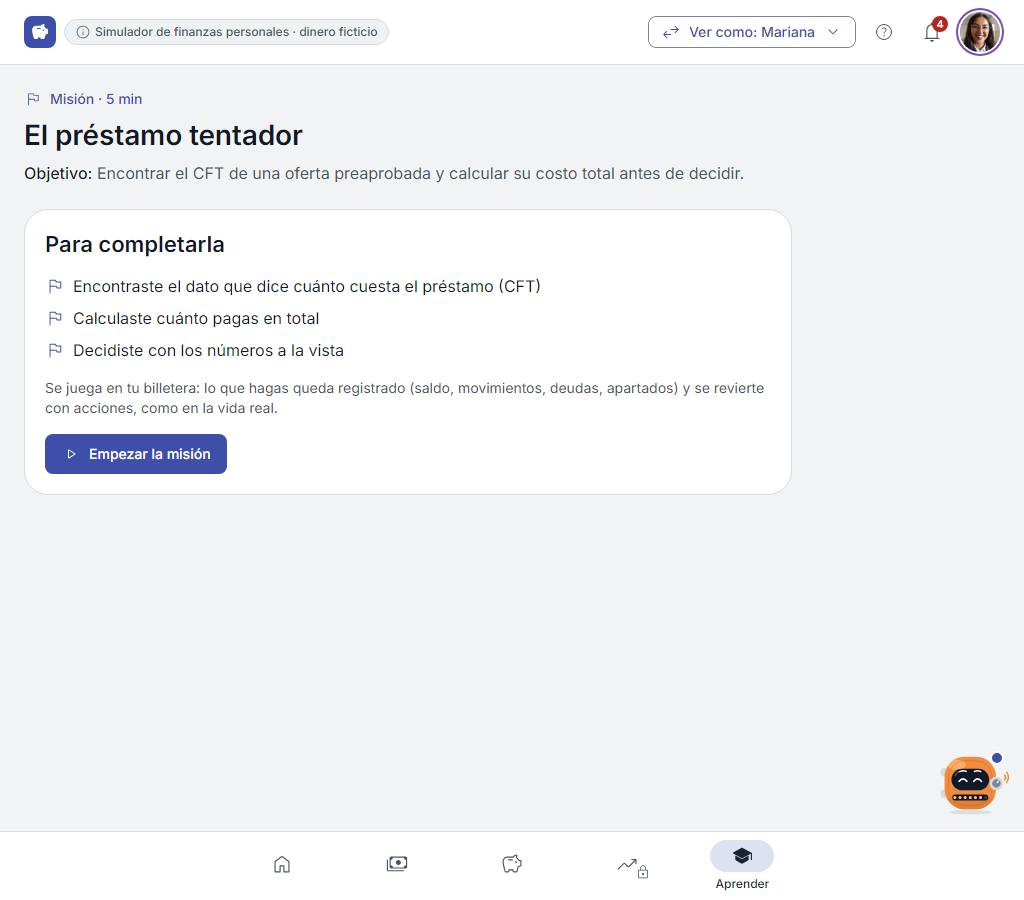 Simulador de finanzas personales · dinero ficticio
Ver como: Mariana
4
Misión · 5 min
El préstamo tentador
Objetivo: Encontrar el CFT de una oferta preaprobada y calcular su costo total antes de decidir.
Para completarla
Encontraste el dato que dice cuánto cuesta el préstamo (CFT)
Calculaste cuánto pagas en total
Decidiste con los números a la vista
Se juega en tu billetera: lo que hagas queda registrado (saldo, movimientos, deudas, apartados) y se revierte
con acciones, como en la vida real.
Empezar la misión
Aprender